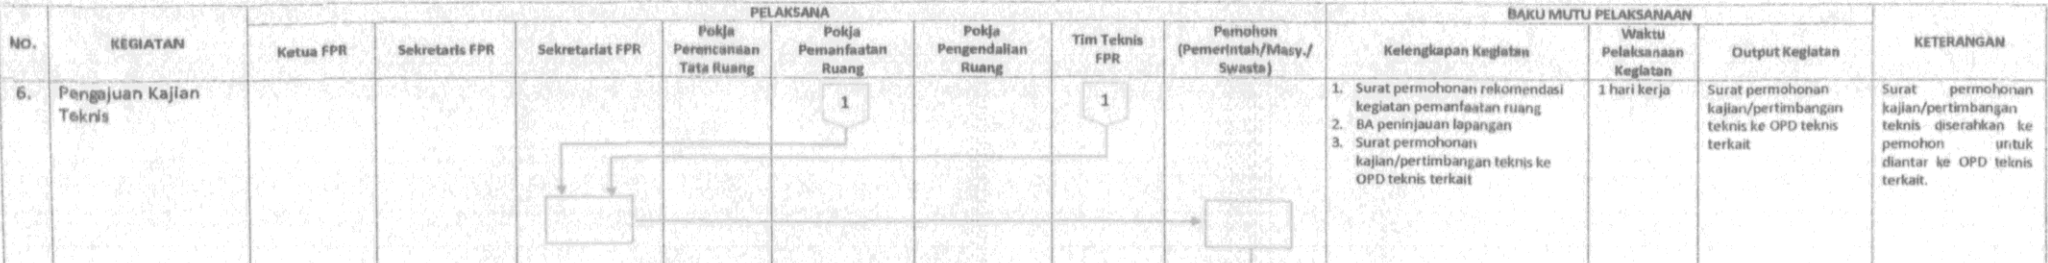 PELAKSANA
BAKU MUTU PELAKSANAAN
NO.
KEGIATAN
Ketua FPR
Sekretaris FPR
Sekretariat FPR
Pokja
Perencanaan
Tata Ruang
Pokja
Pemanfaatan
Ruang
Pokja
Pengendalian
Ruang
Tim Teknis
FPR
Pemohon
(Pemerintah/Masy./
Swasta)
Kelengkapan Kegiatan
Waktu
Pelaksanaan
Kegiatan
Output Kegiatan
KETERANGAN
6.
Pengajuan Kajian
Teknis
1
1
1. Surat permohonan rekomendasi
kegiatan pemanfaatan ruang
2. BA peninjauan lapangan
3. Surat permohonan
kajian/pertimbangan teknis ke
OPD teknis terkait
1 hari kerja
Surat permohonan
kajian/pertimbangan
teknis ke OPD teknis
terkait
Surat permohonan
kajian/pertimbangan
teknis diserahkan ke
pemohon untuk
diantar ke OPD teknis
terkait.